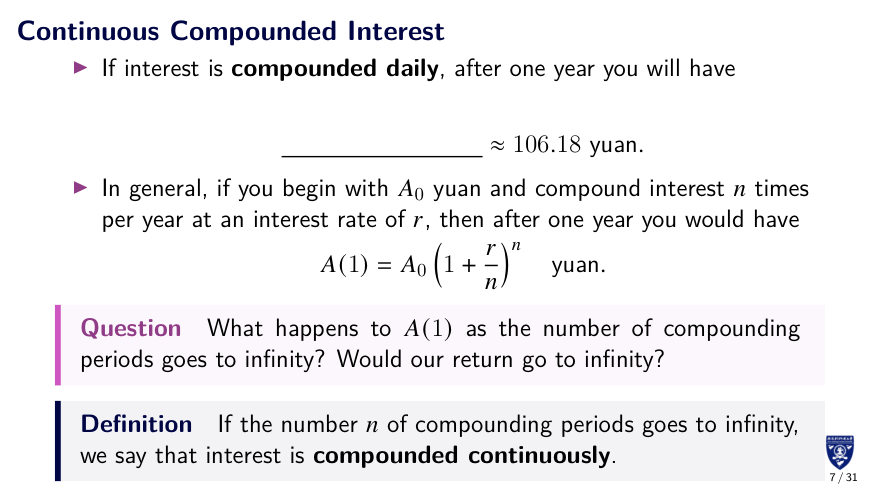 Continuous Compounded Interest
▶ If interest is compounded daily, after one year you will have
____________ ≈ 106.18 yuan.
▶ In general, if you begin with A₀ yuan and compound interest n times
per year at an interest rate of r, then after one year you would have
A(1) = A₀ (1 + r/n)ⁿ yuan.
Question What happens to A(1) as the number of compounding
periods goes to infinity? Would our return go to infinity?
Definition If the number n of compounding periods goes to infinity,
we say that interest is compounded continuously.
7 / 31